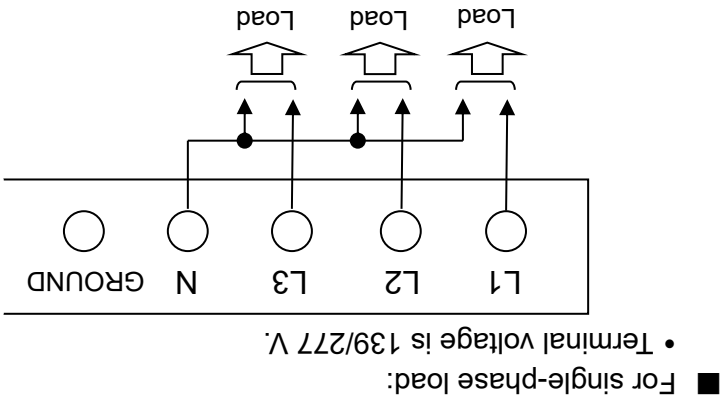 ■ For single-phase load:
• Terminal voltage is 139/277 V.
L1 L2 L3 N GROUND
Load Load Load